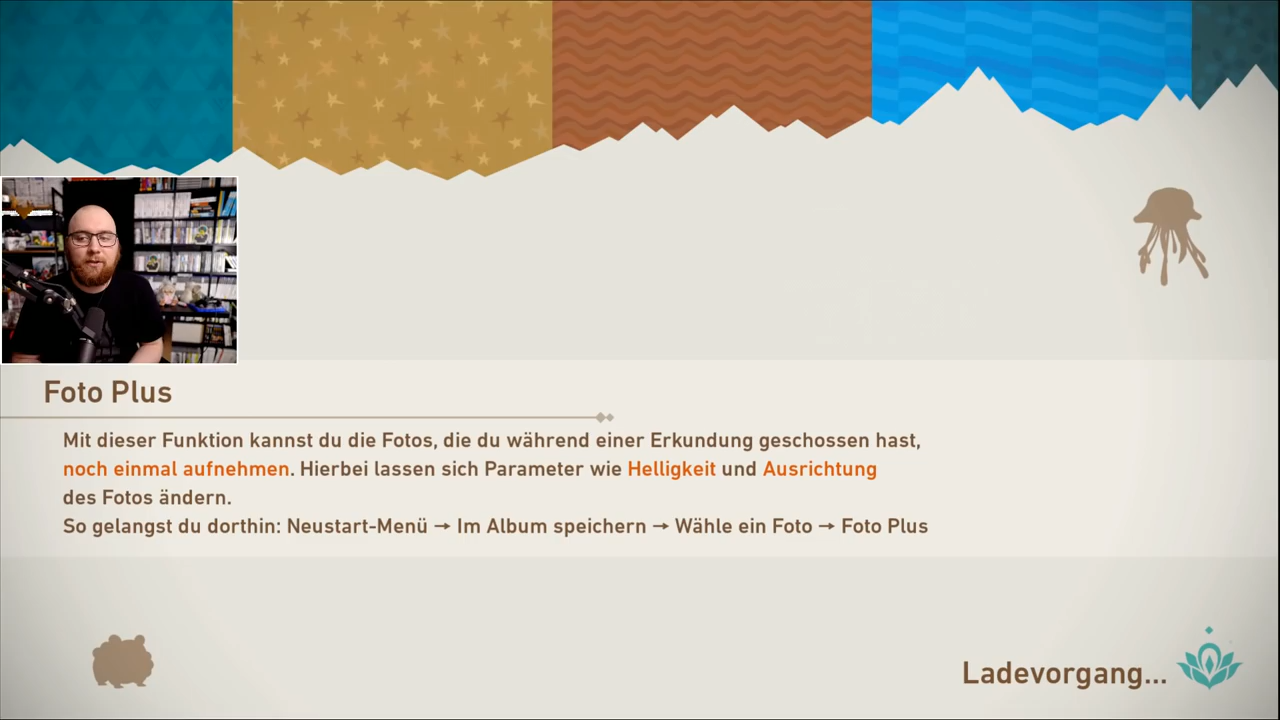 Foto Plus
Mit dieser Funktion kannst du die Fotos, die du während einer Erkundung geschossen hast,
noch einmal aufnehmen. Hierbei lassen sich Parameter wie Helligkeit und Ausrichtung
des Fotos ändern.
So gelangst du dorthin: Neustart-Menü → Im Album speichern → Wähle ein Foto → Foto Plus
Ladevorgang...